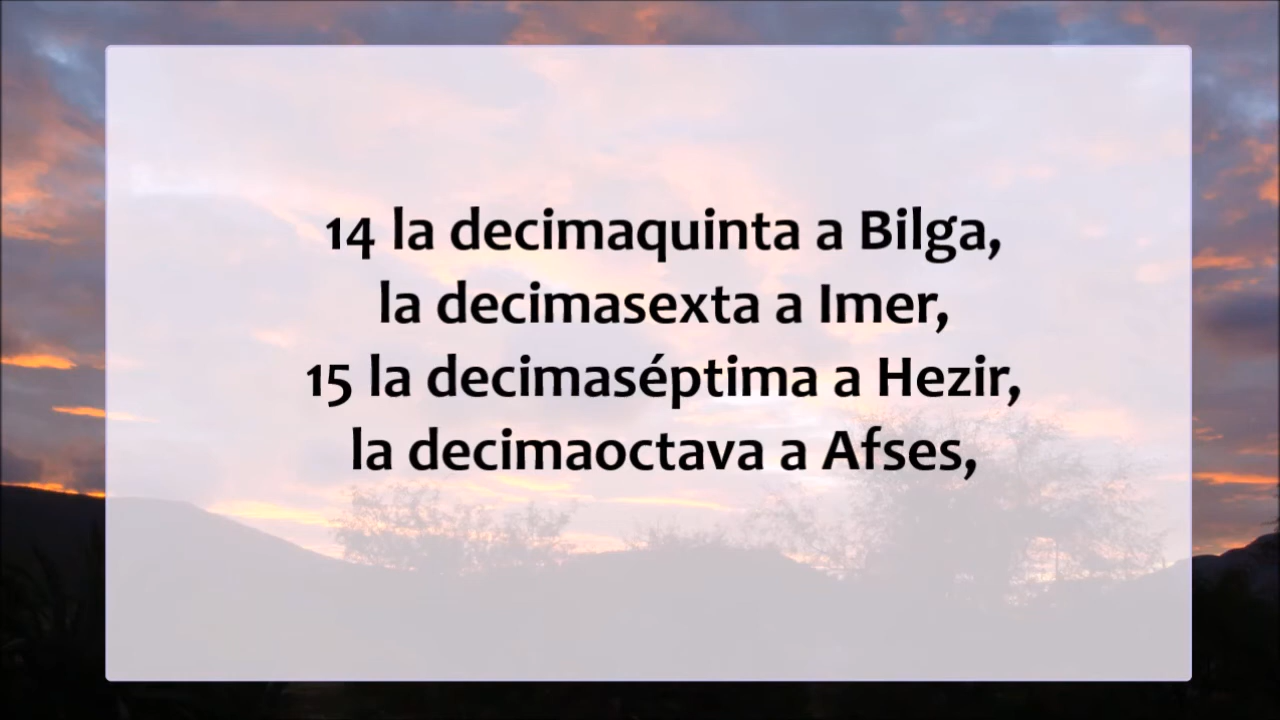 14 la decimaquinta a Bilga,
la decimasexta a Imer,
15 la decimaséptima a Hezir,
la decimaoctava a Afses,